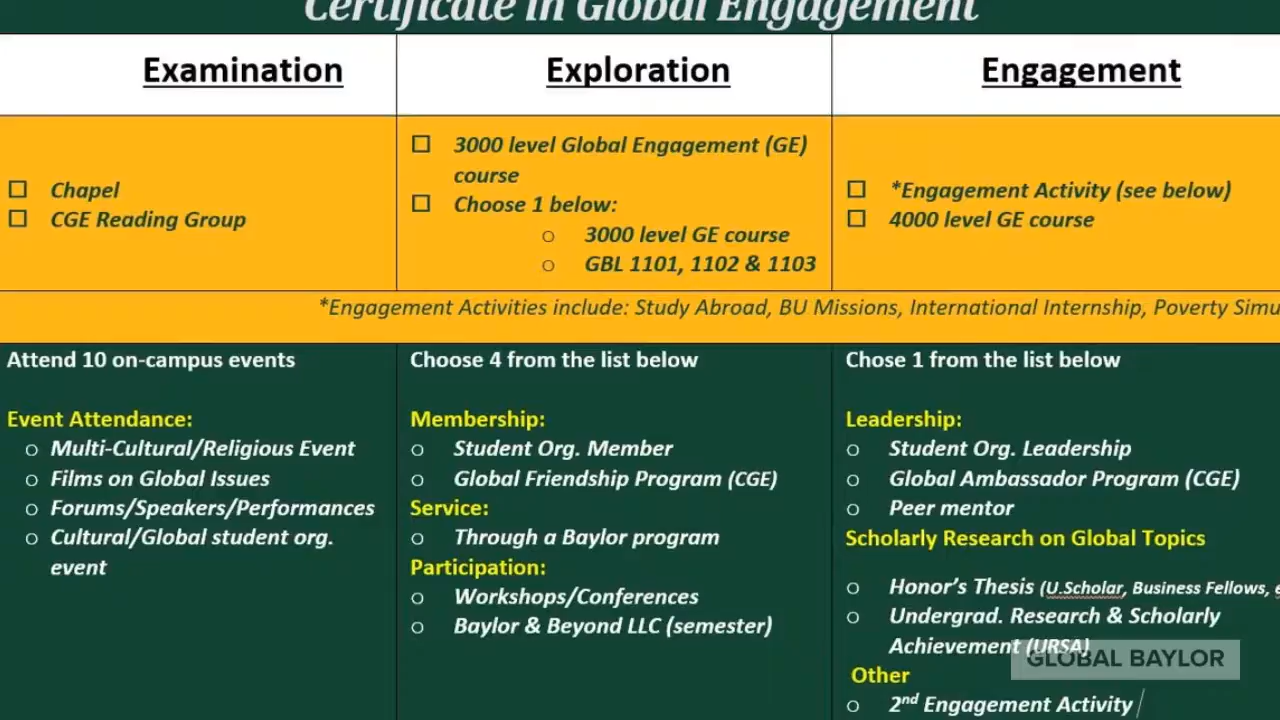 Certificate in Global Engagement
Examination
Exploration
Engagement
Chapel
CGE Reading Group
3000 level Global Engagement (GE)
course
Choose 1 below:
3000 level GE course
GBL 1101, 1102 & 1103
*Engagement Activity (see below)
4000 level GE course
*Engagement Activities include: Study Abroad, BU Missions, International Internship, Poverty Simu
Attend 10 on-campus events
Event Attendance:
Multi-Cultural/Religious Event
Films on Global Issues
Forums/Speakers/Performances
Cultural/Global student org.
event
Choose 4 from the list below
Membership:
Student Org. Member
Global Friendship Program (CGE)
Service:
Through a Baylor program
Participation:
Workshops/Conferences
Baylor & Beyond LLC (semester)
Chose 1 from the list below
Leadership:
Student Org. Leadership
Global Ambassador Program (CGE)
Peer mentor
Scholarly Research on Global Topics
Honor's Thesis (U.Scholar, Business Fellows,
Undergrad. Research & Scholarly
Achievement (URSA)
Other
2nd Engagement Activity
GLOBAL BAYLOR